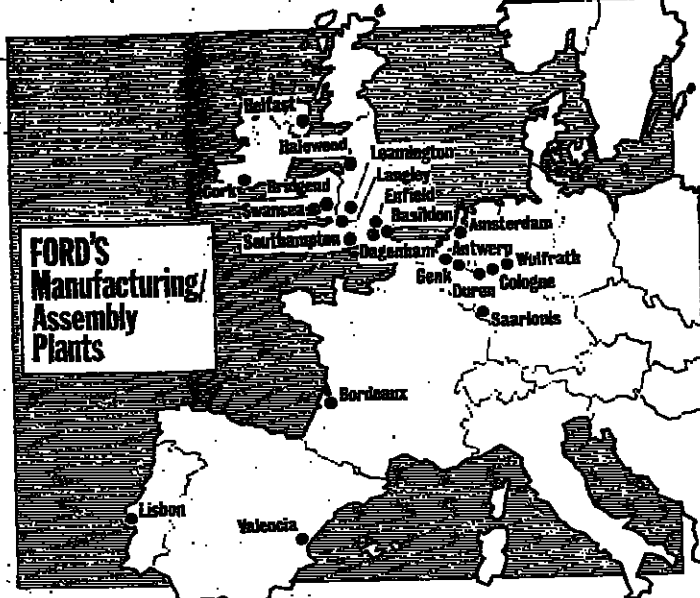 Belfast
Halewood
Leamington
Langley
Cork
Bridgend
Enfield
Swansea
Basildon
Southampton
Dagenham
Amsterdam
Antwerp
Wulfrath
Genk
Cologne
Duren
Saarlouis
FORD'S
Manufacturing/
Assembly
Plants
Bordeaux
Lisbon
Valencia